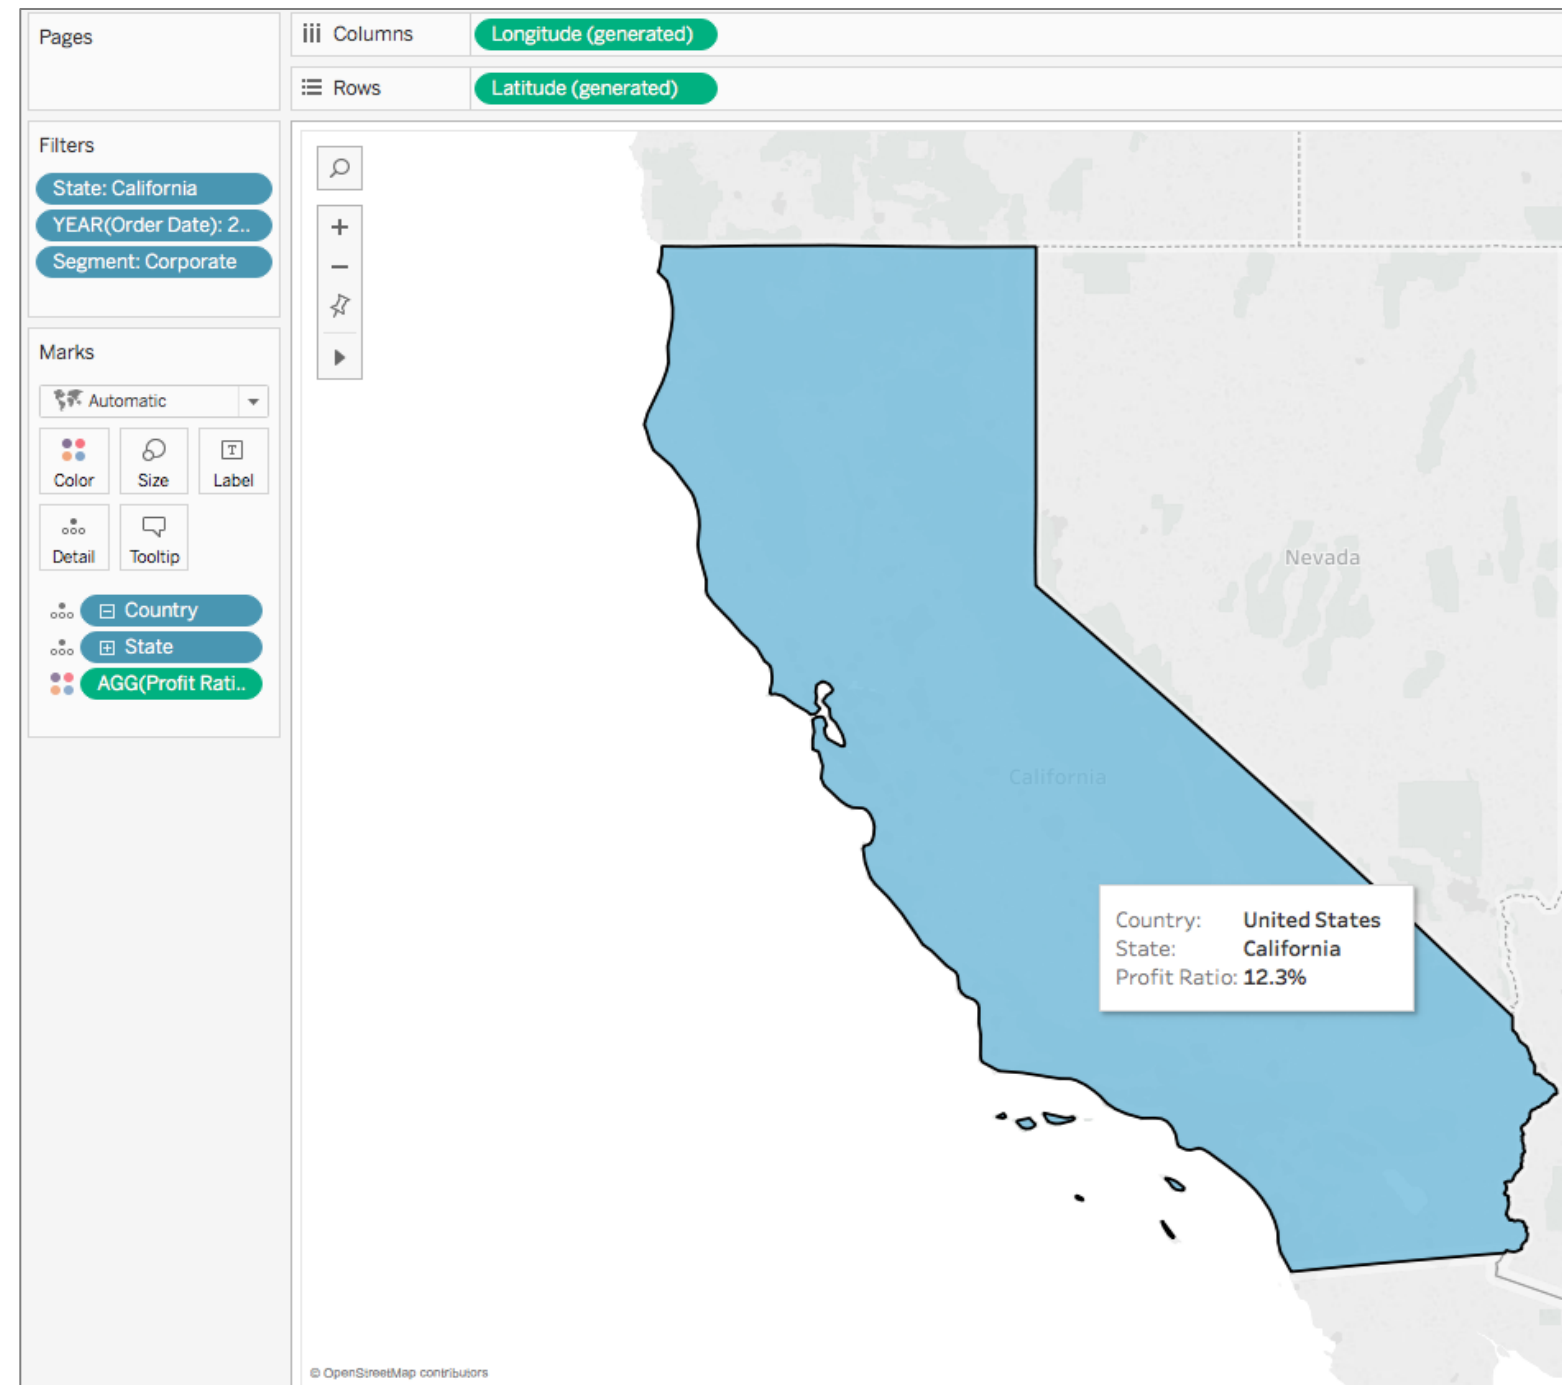 Pages
Columns
Longitude (generated)
Rows
Latitude (generated)
Filters
State: California
YEAR(Order Date): 2..
Segment: Corporate
Marks
Automatic
Color
Size
Label
Detail
Tooltip
Country
State
AGG(Profit Rati..
Nevada
California
Country: United States
State: California
Profit Ratio: 12.3%
© OpenStreetMap contributors